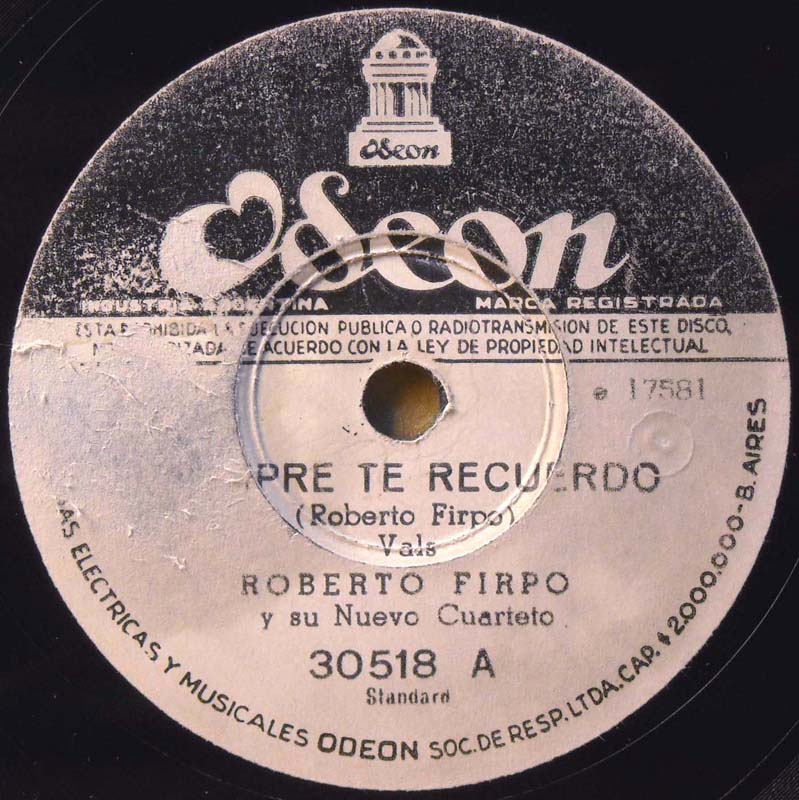 Odeon
Odeon
INDUSTRIA ARGENTINA MARCA REGISTRADA
ESTA PROHIBIDA LA EJECUCION PUBLICA O RADIOTRANSMISION DE ESTE DISCO,
DE ACUERDO CON LA LEY DE PROPIEDAD INTELECTUAL
e 17581
PRE TE RECUERDO
(Roberto Firpo)
Vals
ROBERTO FIRPO
y su Nuevo Cuarteto
30518 A
Standard
AS ELECTRICAS Y MUSICALES ODEON SOC. DE RESP. LTDA. CAP. $ 2.000.000-B. AIRES